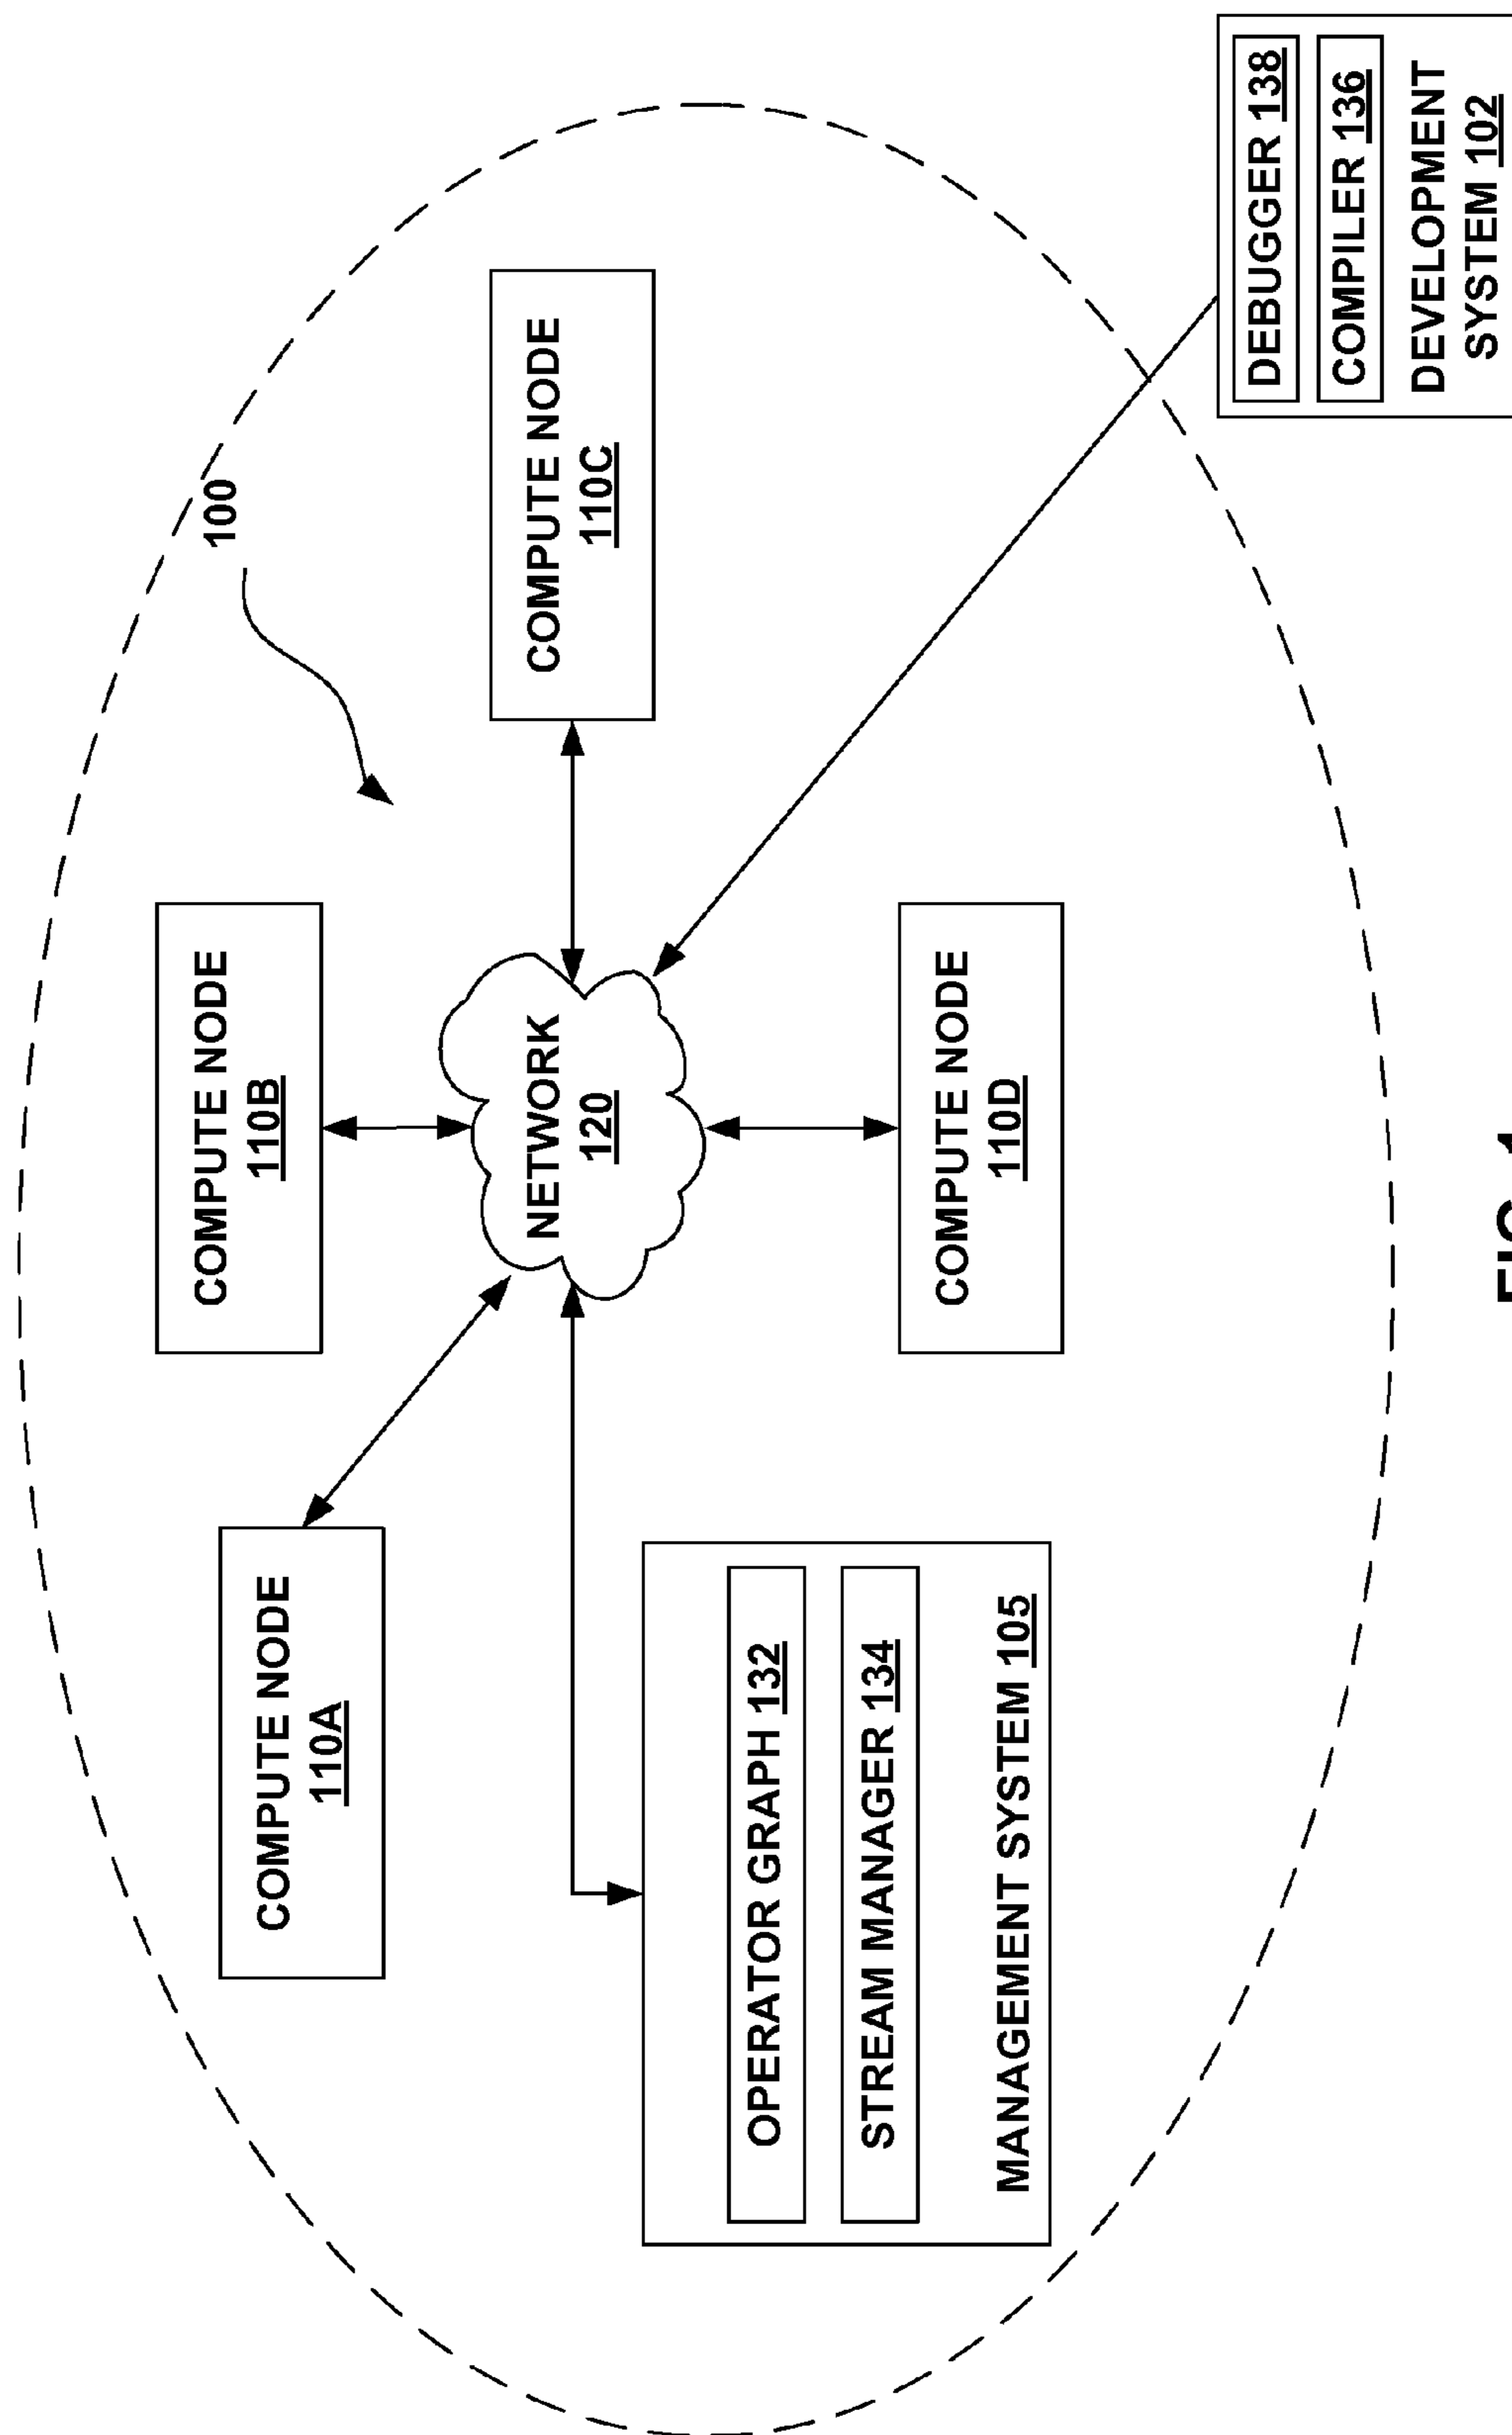 100
COMPUTE NODE
110A
COMPUTE NODE
110B
COMPUTE NODE
110C
NETWORK
120
OPERATOR GRAPH 132
STREAM MANAGER 134
MANAGEMENT SYSTEM 105
COMPUTE NODE
110D
DEBUGGER 138
COMPILER 136
DEVELOPMENT
SYSTEM 102